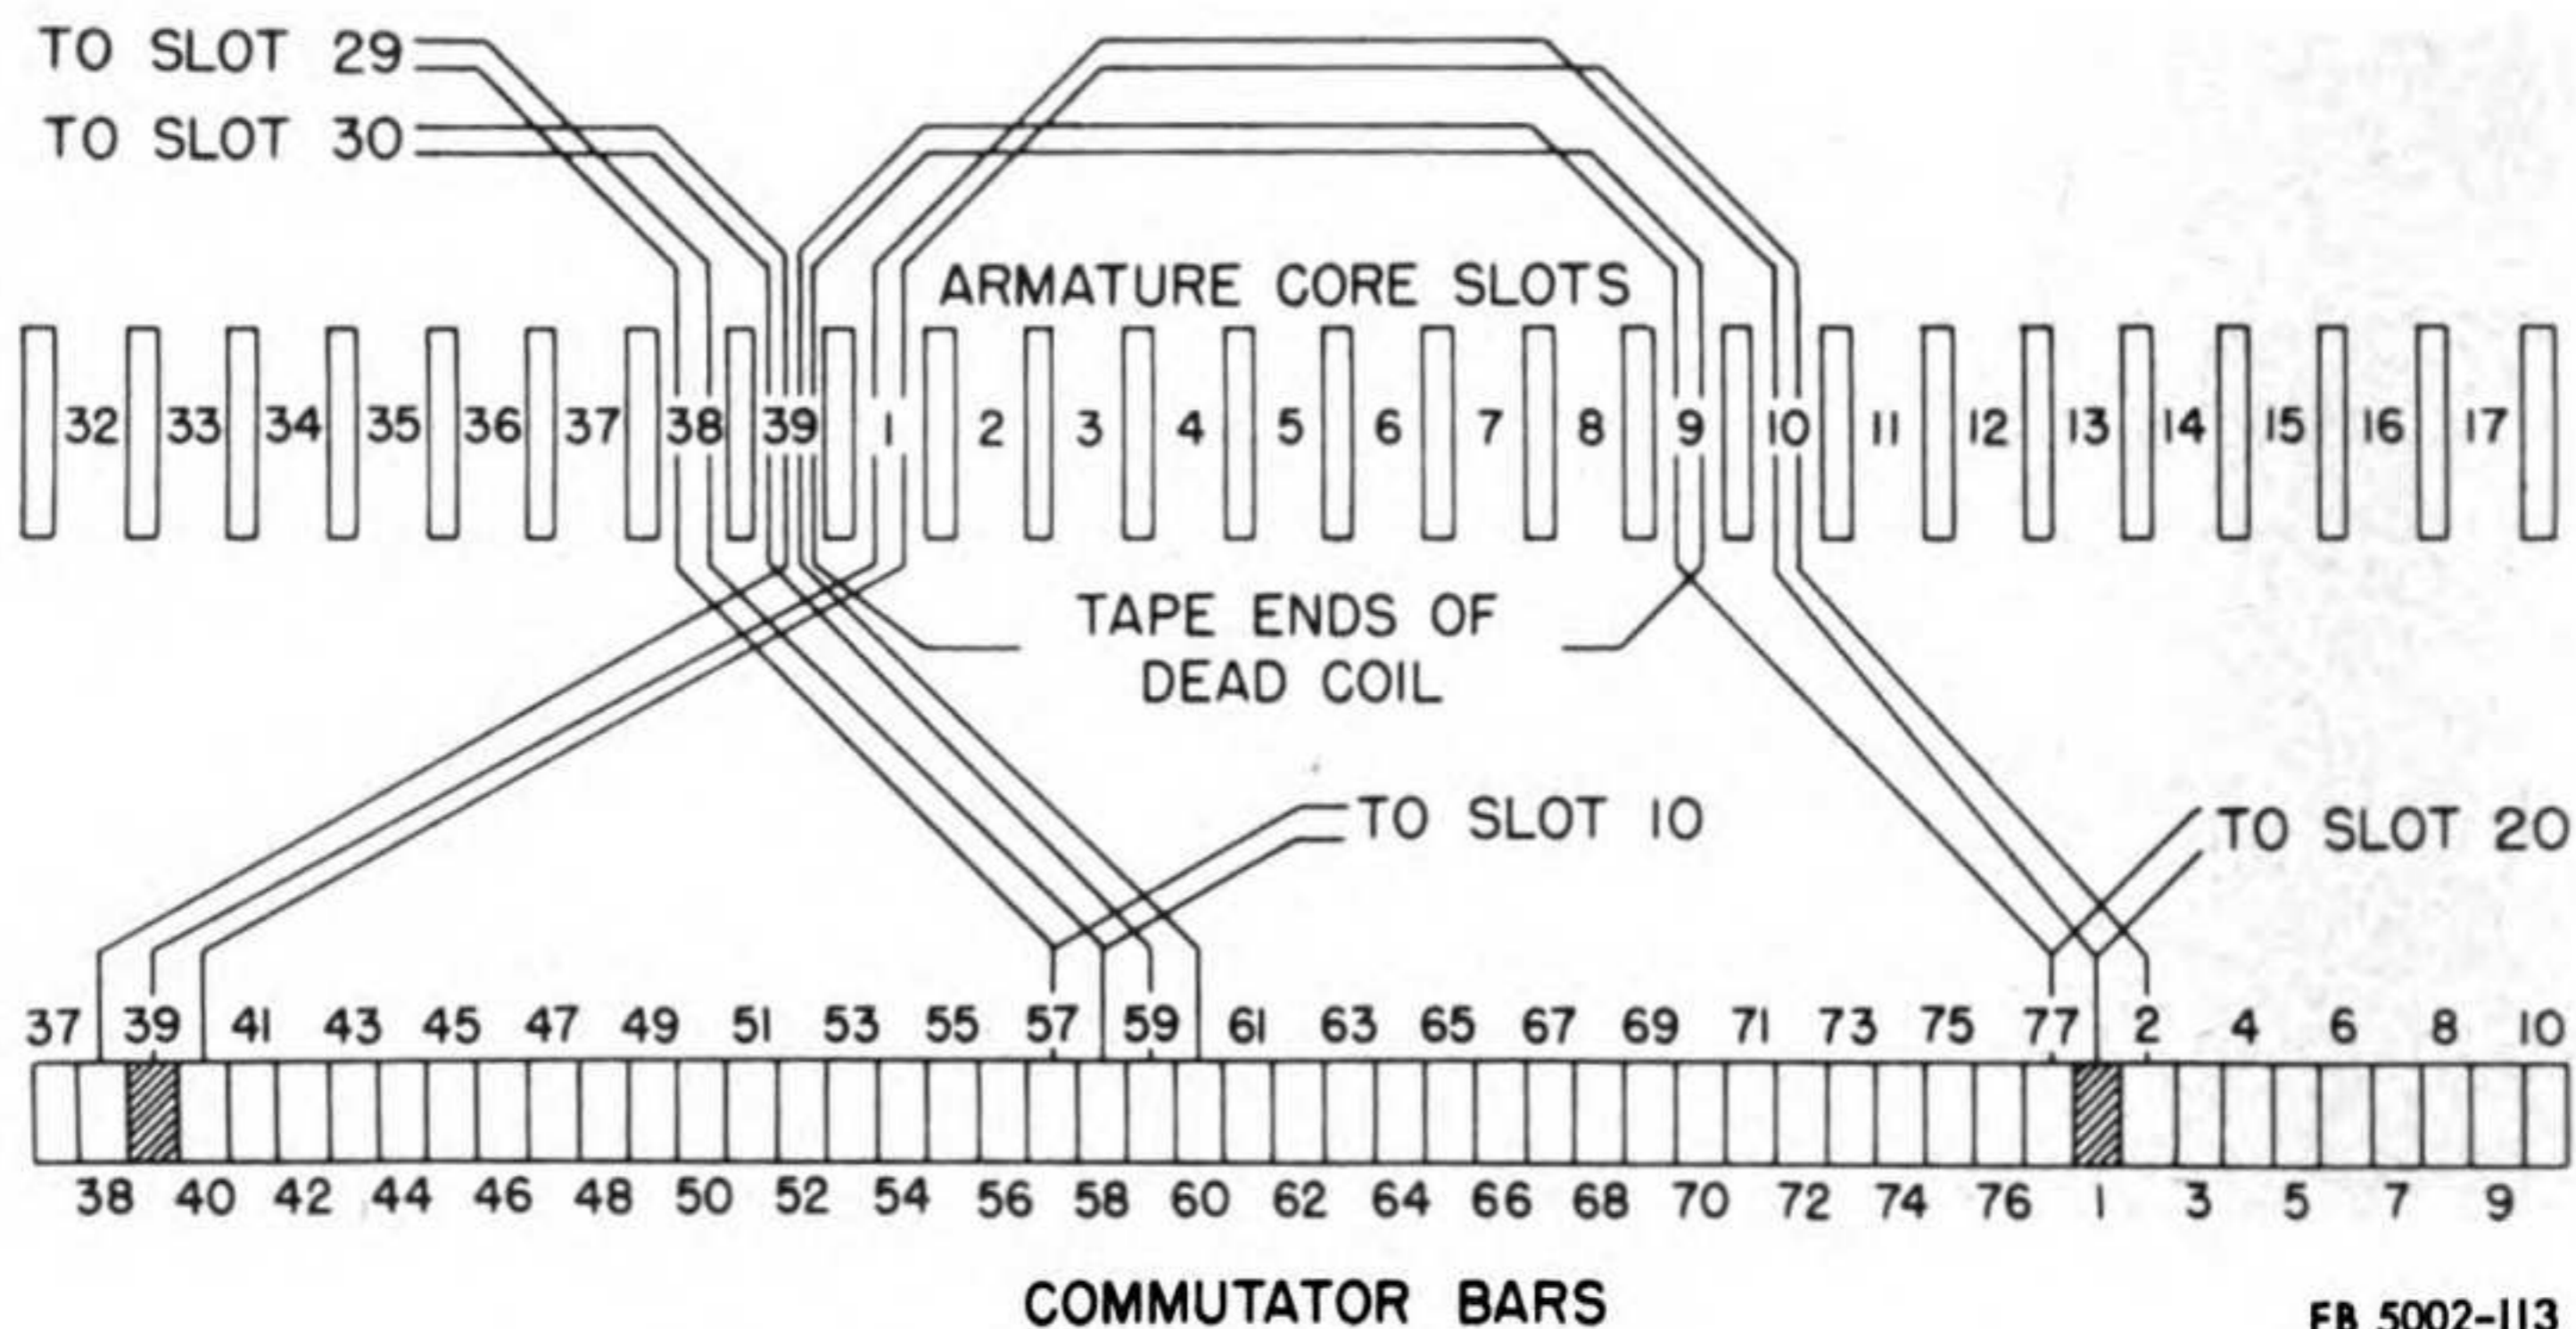 TO SLOT 29
TO SLOT 30
ARMATURE CORE SLOTS
32 33 34 35 36 37 38 39 1 2 3 4 5 6 7 8 9 10 11 12 13 14 15 16 17
TAPE ENDS OF
DEAD COIL
TO SLOT 10
TO SLOT 20
37 39 41 43 45 47 49 51 53 55 57 59 61 63 65 67 69 71 73 75 77 2 4 6 8 10
38 40 42 44 46 48 50 52 54 56 58 60 62 64 66 68 70 72 74 76 1 3 5 7 9
COMMUTATOR BARS
EB 5002-113